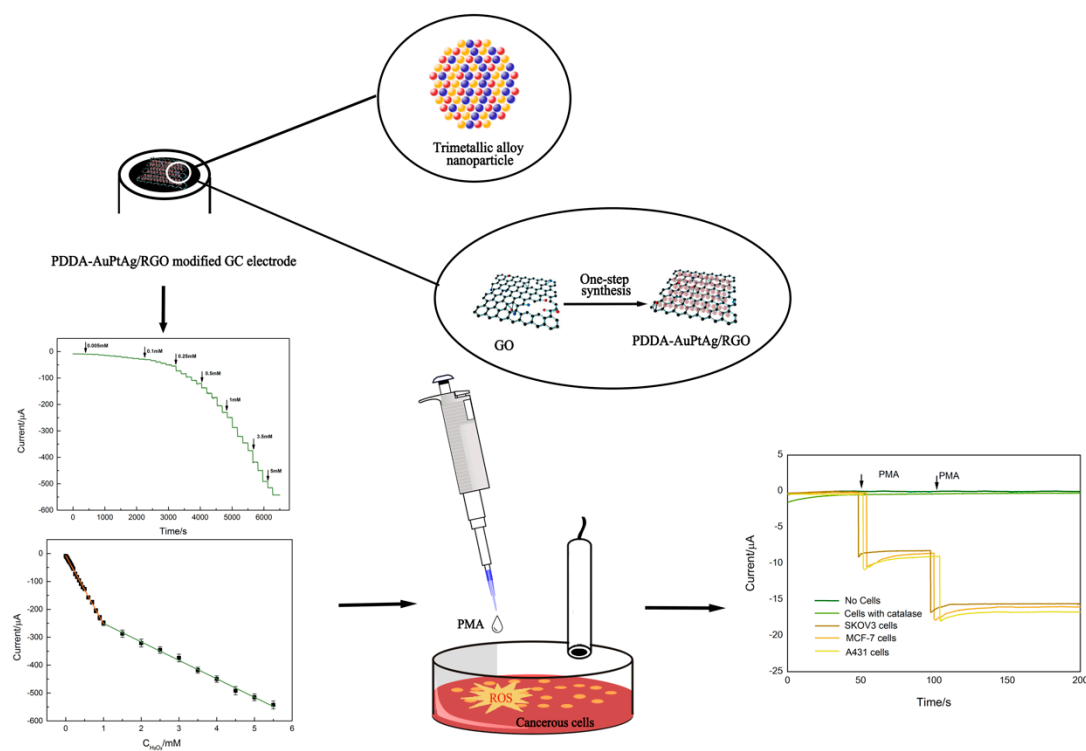 Trimetallic alloy
nanoparticle
PDDA-AuPtAg/RGO modified GC electrode
One-step
synthesis
GO
PDDA-AuPtAg/RGO
0.005mM
0.1mM
0.25mM
0.5mM
1mM
3.5mM
5mM
0
-100
-200
-300
-400
-500
-600
Current/μA
0 1000 2000 3000 4000 5000 6000
Time/s
0
-100
-200
-300
-400
-500
-600
Current/μA
0 1 2 3 4 5 6
C H₂O₂/mM
PMA
ROS
Cancerous cells
5
0
-5
-10
-15
-20
-25
Current/μA
PMA PMA
No Cells
Cells with catalase
SKOV3 cells
MCF-7 cells
A431 cells
0 50 100 150 200
Time/s